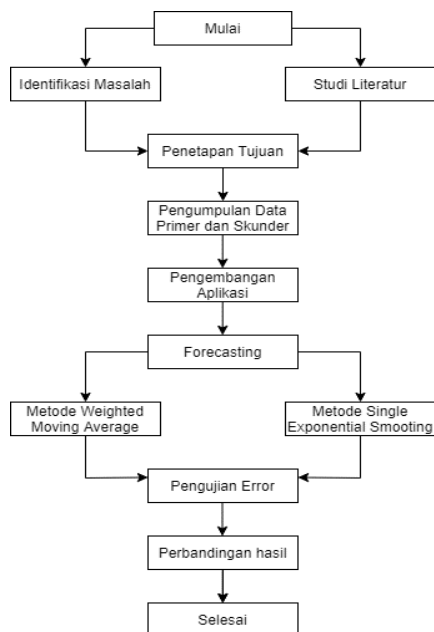 Mulai
Identifikasi Masalah
Studi Literatur
Penetapan Tujuan
Pengumpulan Data
Primer dan Skunder
Pengembangan
Aplikasi
Forecasting
Metode Weighted
Moving Average
Metode Single
Exponential Smooting
Pengujian Error
Perbandingan hasil
Selesai